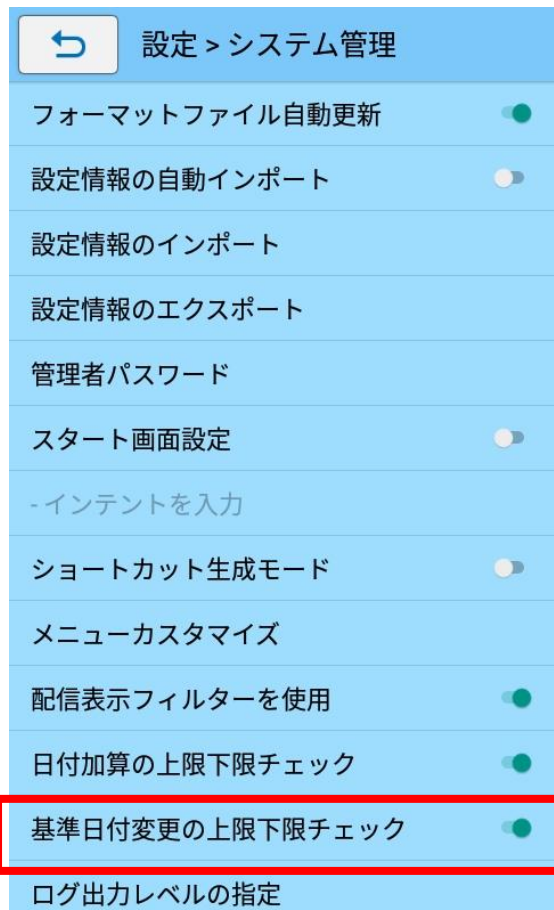 設定 > システム管理
フォーマットファイル自動更新
設定情報の自動インポート
設定情報のインポート
設定情報のエクスポート
管理者パスワード
スタート画面設定
- インテントを入力
ショートカット生成モード
メニューカスタマイズ
配信表示フィルターを使用
日付加算の上限下限チェック
基準日付変更の上限下限チェック
ログ出力レベルの指定